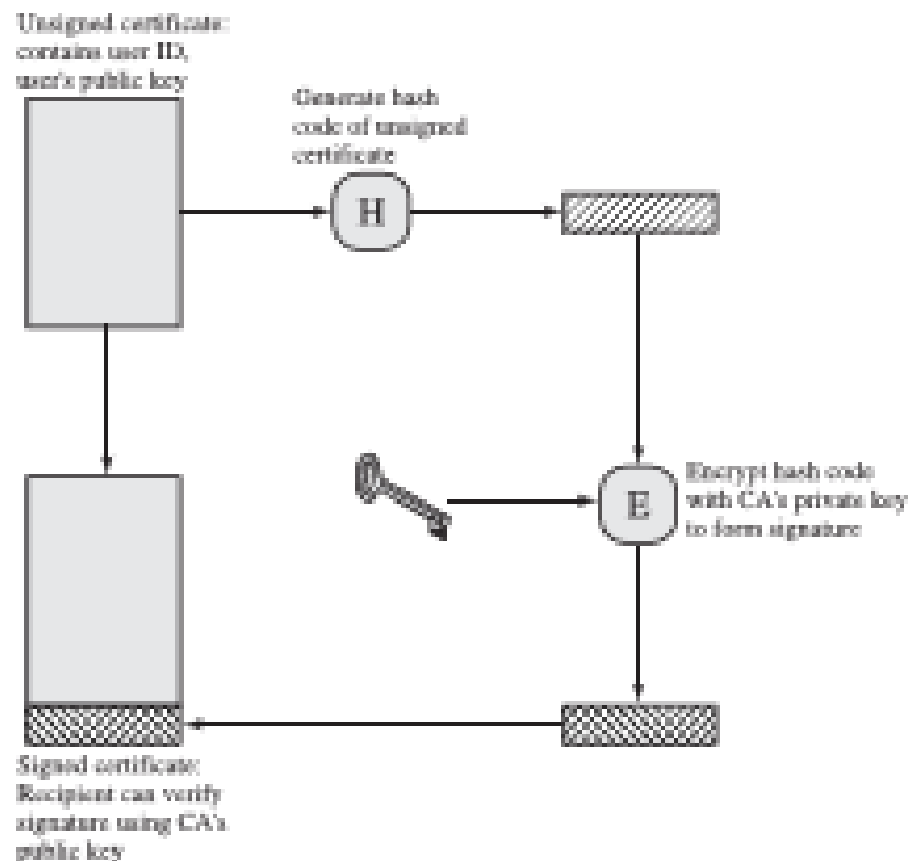 Unsigned certificate:
contains user ID,
user's public key
Generate hash
code of unsigned
certificate
H
E
Encrypt hash code
with CA's private key
to form signature
Signed certificate:
Recipient can verify
signature using CA's
public key